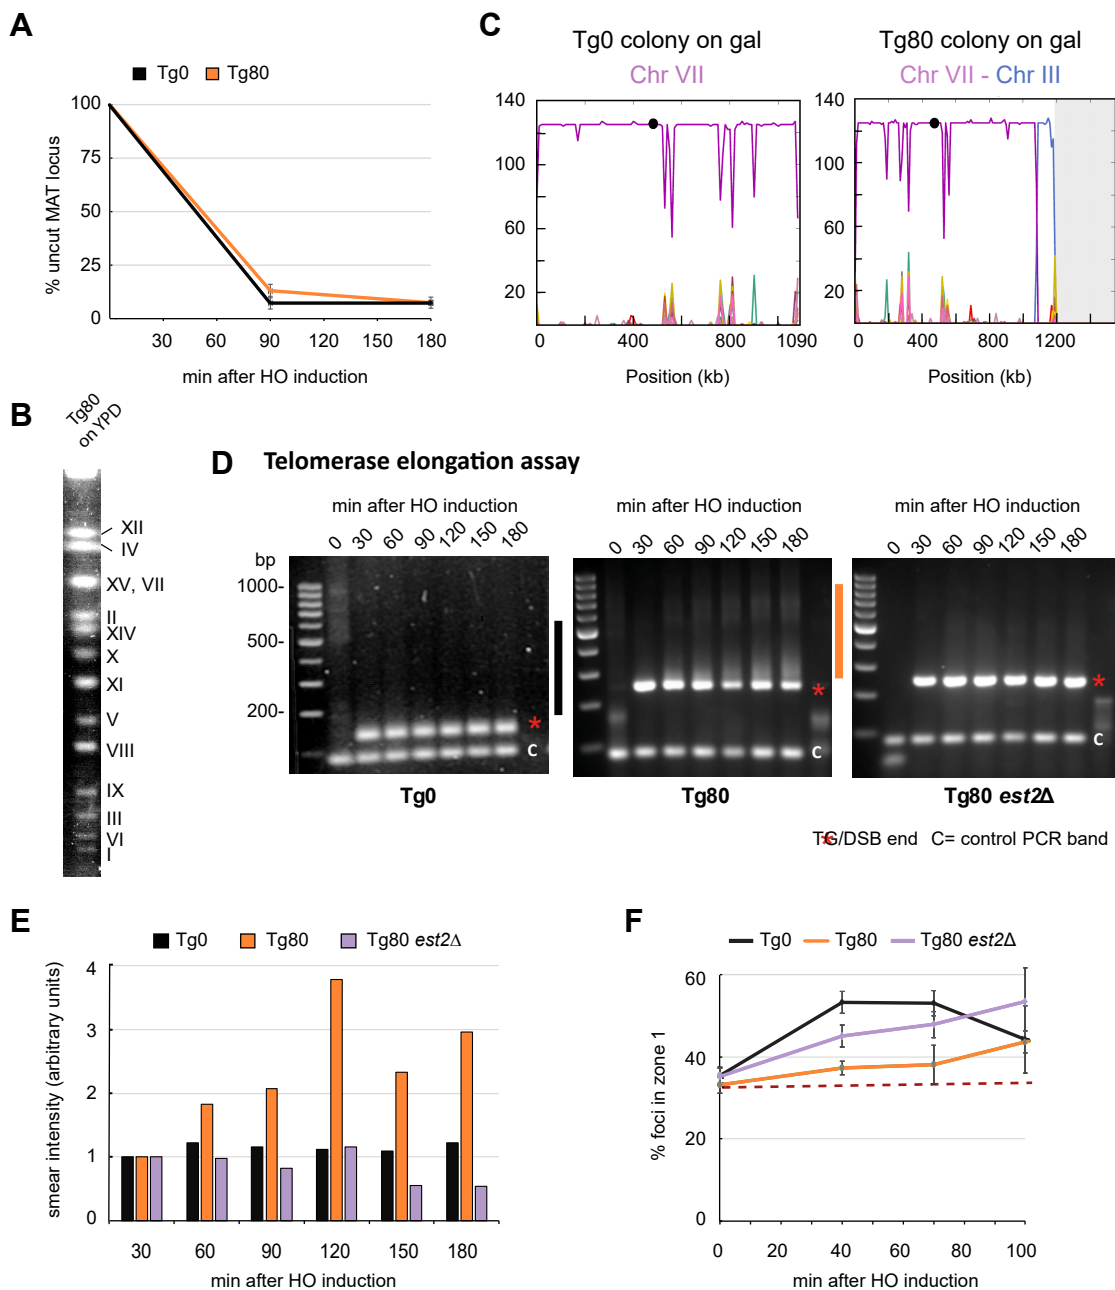 A
Tg0 Tg80
% uncut MAT locus
100
75
50
25
0
30 60 90 120 150 180
min after HO induction
C
Tg0 colony on gal
Chr VII
140
100
60
20
0 400 800 1090
Position (kb)
Tg80 colony on gal
Chr VII - Chr III
140
100
60
20
0 400 800 1200
Position (kb)
B
Tg80
on YPD
XII
IV
XV, VII
II
XIV
X
XI
V
VIII
IX
III
VI
I
D Telomerase elongation assay
min after HO induction
0 30 60 90 120 150 180
bp
1000-
500-
200-
*
C
Tg0
min after HO induction
0 30 60 90 120 150 180
*
C
Tg80
min after HO induction
0 30 60 90 120 150 180
*
C
Tg80 est2Δ
* TG/DSB end C= control PCR band
E
Tg0 Tg80 Tg80 est2Δ
smear intensity (arbitrary units)
4
3
2
1
0
30 60 90 120 150 180
min after HO induction
F
Tg0 Tg80 Tg80 est2Δ
% foci in zone 1
60
40
20
0
0 20 40 60 80 100
min after HO induction